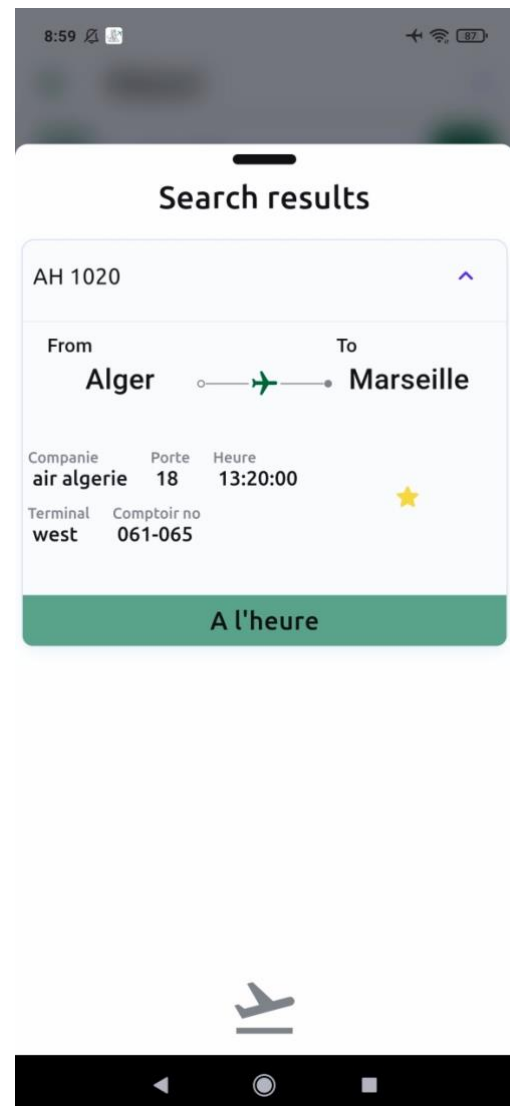 8:59 87
Search results
AH 1020
From To
Alger Marseille
Companie Porte Heure
air algerie 18 13:20:00
Terminal Comptoir no
west 061-065
A l'heure